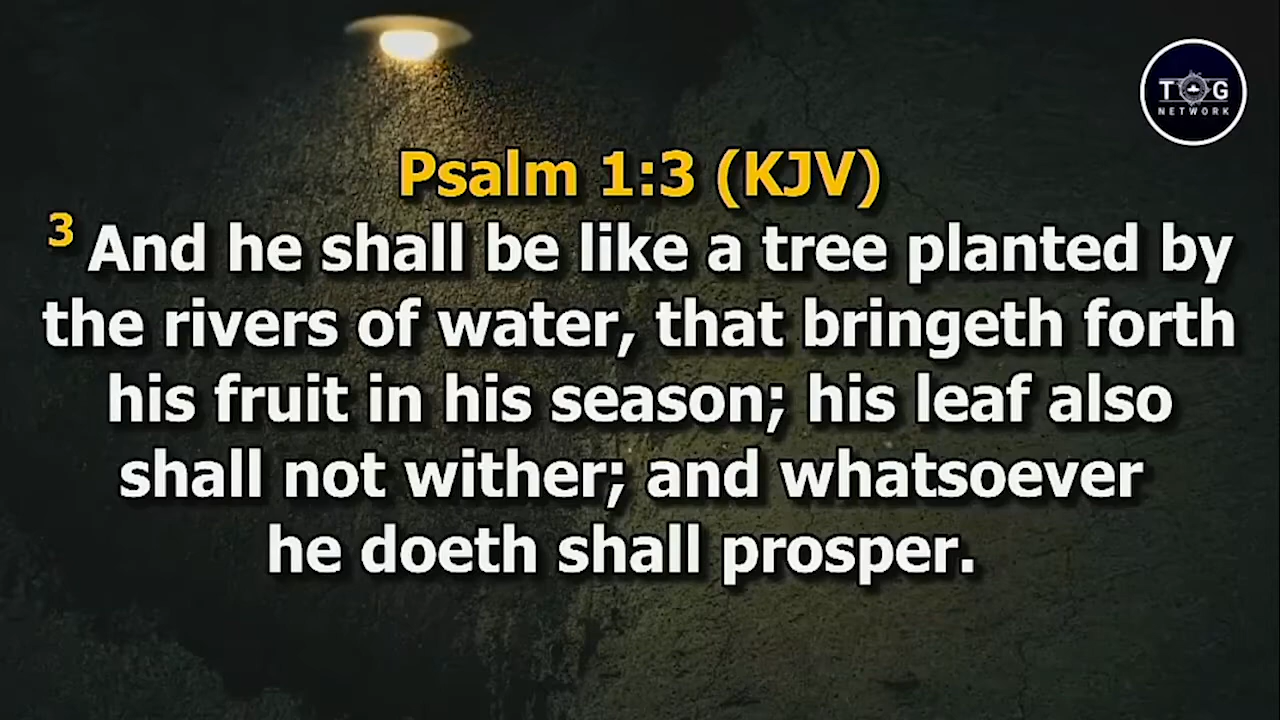 T G
NETWORK
Psalm 1:3 (KJV)
3 And he shall be like a tree planted by
the rivers of water, that bringeth forth
his fruit in his season; his leaf also
shall not wither; and whatsoever
he doeth shall prosper.